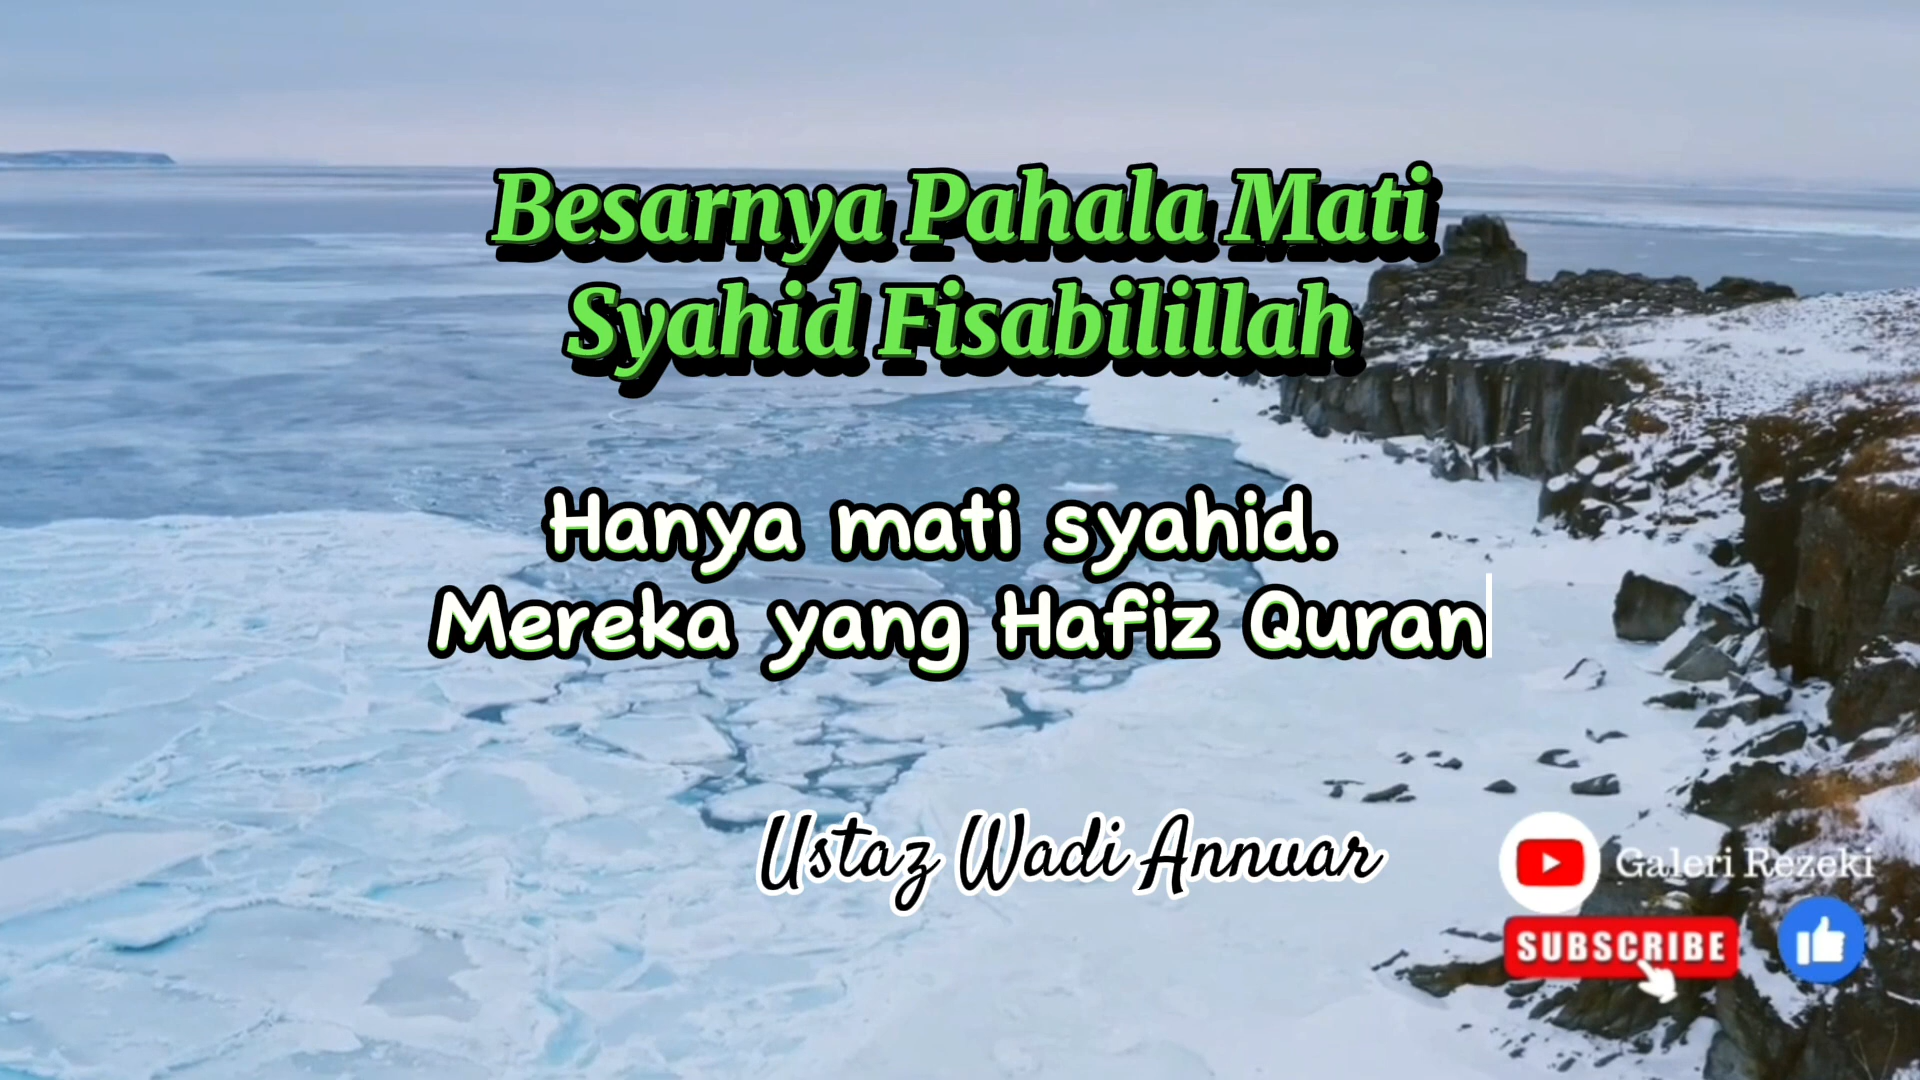 Besarnya Pahala Mati
Syahid Fisabilillah
Hanya mati syahid.
Mereka yang Hafiz Quran
Ustaz Wadi Annuar
Galeri Rezeki
SUBSCRIBE